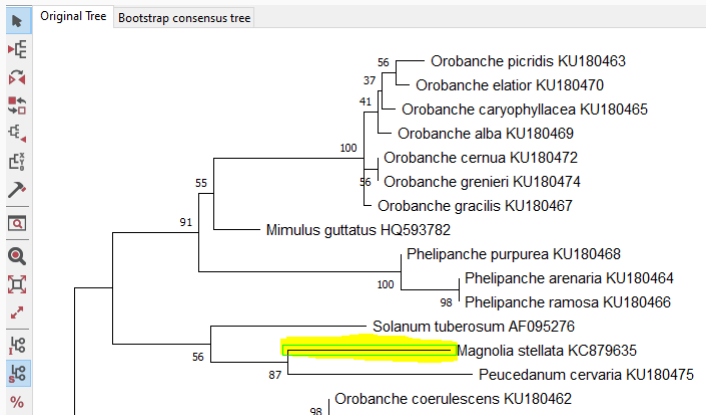 Original Tree
Bootstrap consensus tree
56
Orobanche picridis KU180463
37
Orobanche elatior KU180470
41
Orobanche caryophyllacea KU180465
Orobanche alba KU180469
100
Orobanche cernua KU180472
56
Orobanche grenieri KU180474
55
Orobanche gracilis KU180467
91
Mimulus guttatus HQ593782
Phelipanche purpurea KU180468
100
Phelipanche arenaria KU180464
98
Phelipanche ramosa KU180466
Solanum tuberosum AF095276
56
Magnolia stellata KC879635
87
Peucedanum cervaria KU180475
Orobanche coerulescens KU180462
98
%